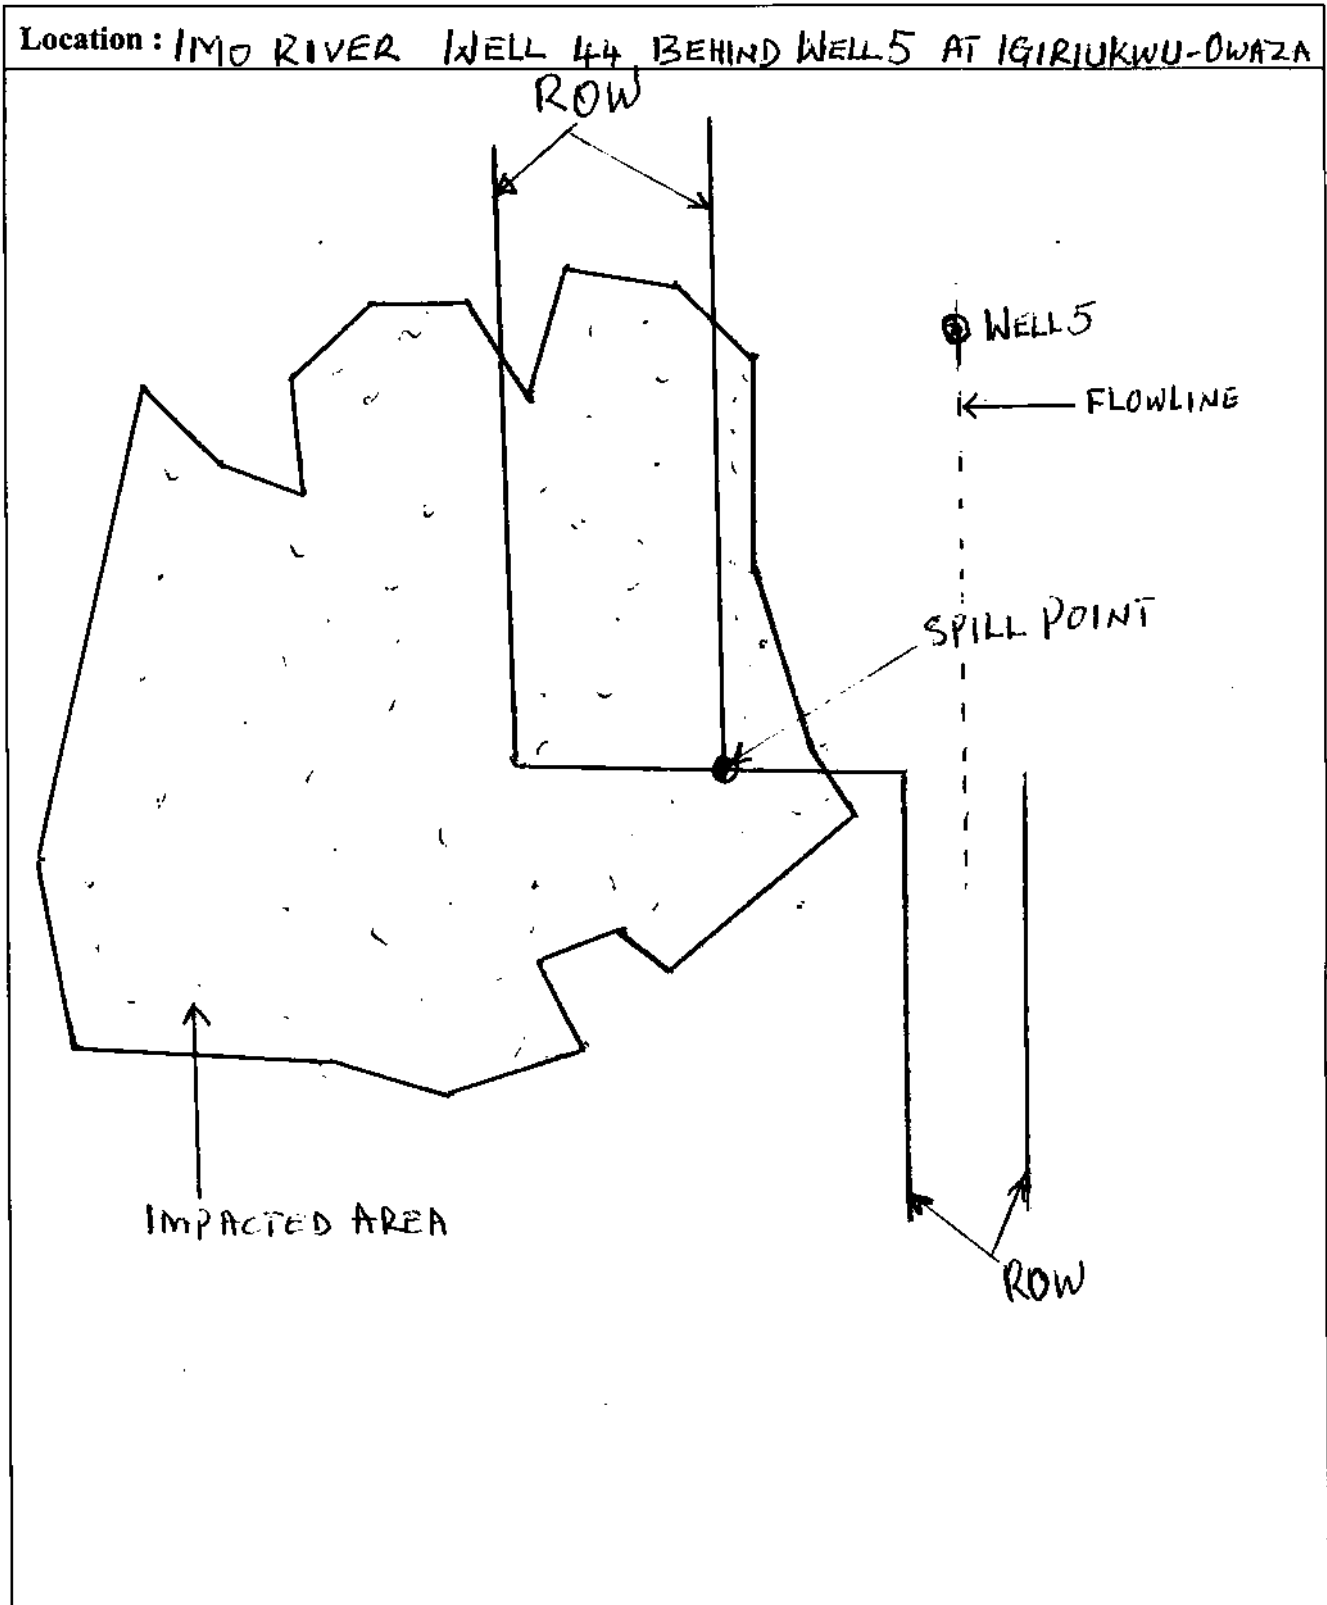 Location : IMO RIVER WELL 44, BEHIND WELL 5 AT IGIRIUKWU-OWAZA
ROW
WELL 5
FLOWLINE
SPILL POINT
IMPACTED AREA
ROW